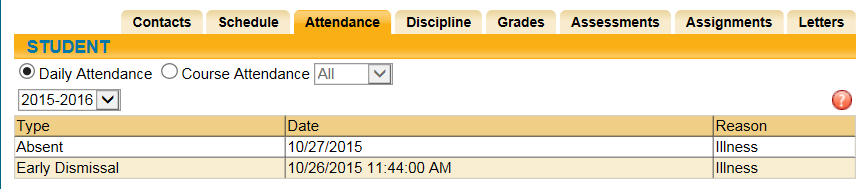 Contacts Schedule Attendance Discipline Grades Assessments Assignments Letters
STUDENT
Daily Attendance Course Attendance All
2015-2016 ?
Type Date Reason
Absent 10/27/2015 Illness
Early Dismissal 10/26/2015 11:44:00 AM Illness